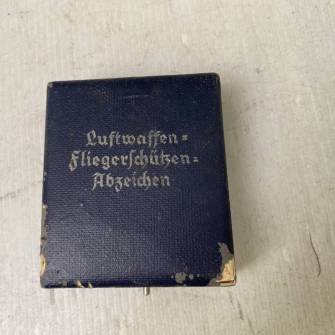 Luftwaffen=
Fliegerschützen=
Abzeichen